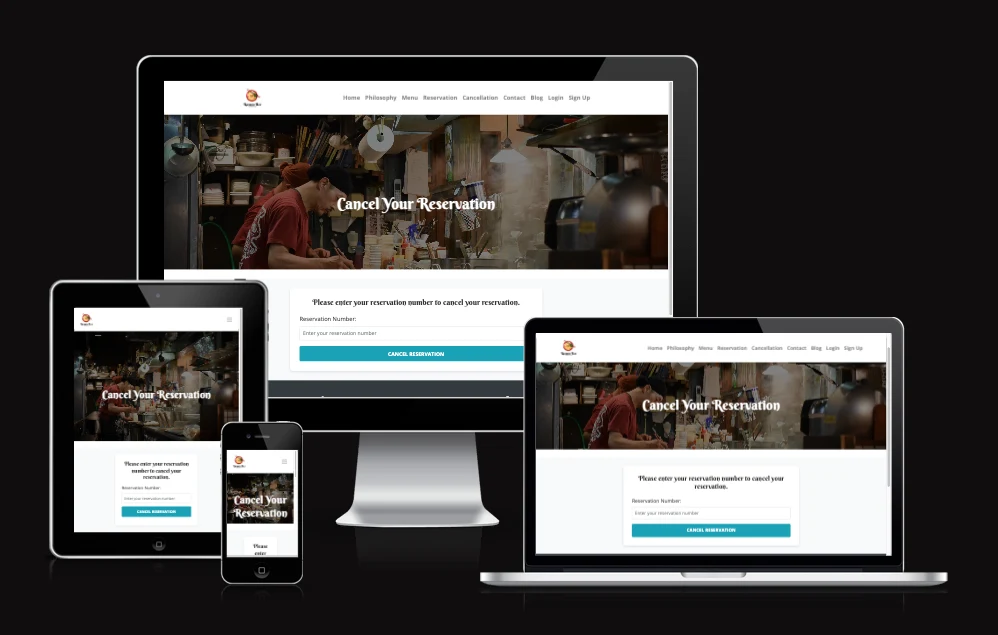 Home Philosophy Menu Reservation Cancellation Contact Blog Login Sign Up
Cancel Your Reservation
Please enter your reservation number to cancel your reservation.
Reservation Number:
Enter your reservation number
CANCEL RESERVATION
Cancel Your Reservation
Please enter your reservation
number to cancel your
reservation.
Reservation Number:
Enter your reservation number
CANCEL RESERVATION
Cancel Your
Reservation
Please
enter
Home Philosophy Menu Reservation Cancellation Contact Blog Login Sign Up
Cancel Your Reservation
Please enter your reservation number to cancel your
reservation.
Reservation Number:
Enter your reservation number
CANCEL RESERVATION